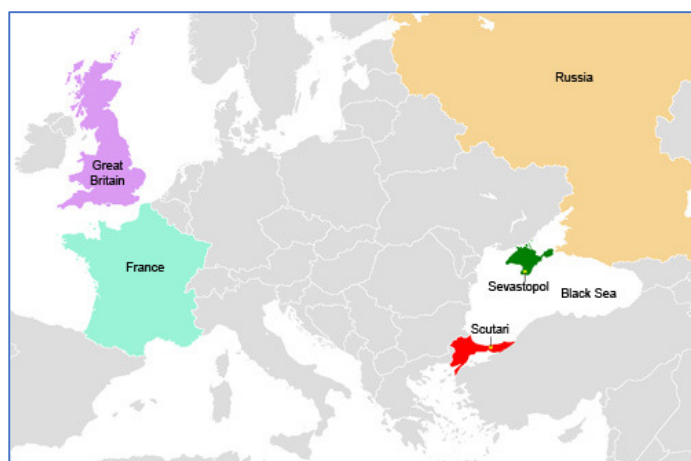 Russia
Great
Britain
France
Sevastopol
Black Sea
Scutari